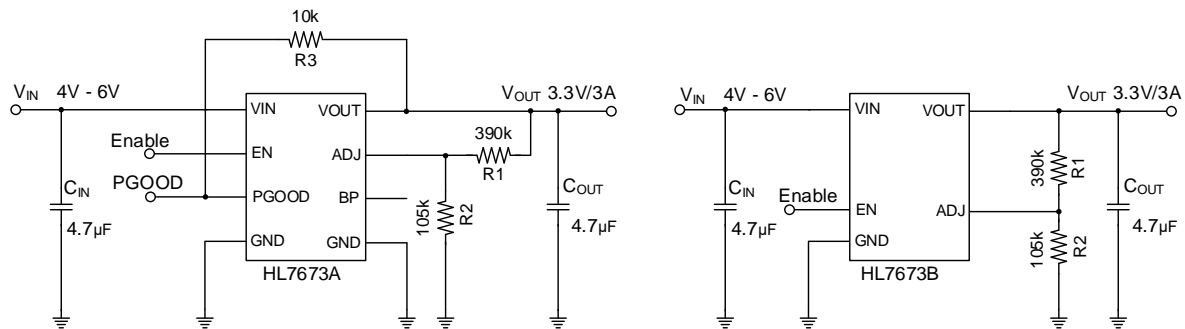 10k
R3
VIN 4V - 6V
VOUT 3.3V/3A
VIN
VOUT
390k
R1
Enable
EN
ADJ
PGOOD
PGOOD
BP
CIN
4.7µF
105k
R2
COUT
4.7µF
GND
GND
HL7673A
VIN 4V - 6V
VOUT 3.3V/3A
VIN
VOUT
390k
R1
CIN
4.7µF
Enable
EN
ADJ
COUT
4.7µF
GND
105k
R2
HL7673B